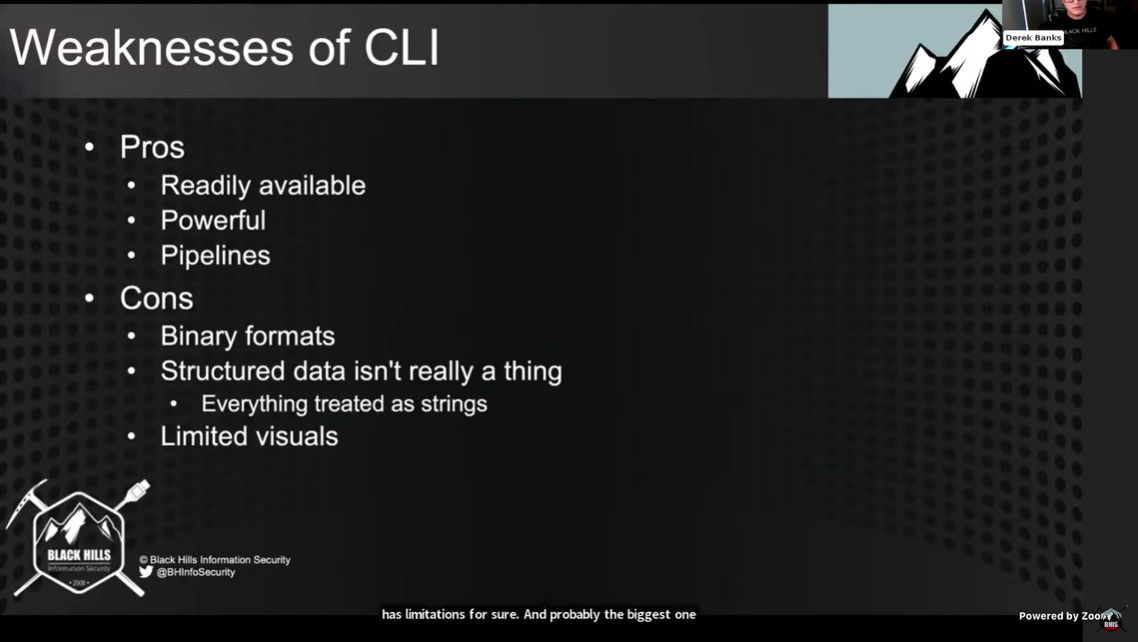 Weaknesses of CLI
Derek Banks
BLACK HILLS
• Pros
• Readily available
• Powerful
• Pipelines
• Cons
• Binary formats
• Structured data isn't really a thing
• Everything treated as strings
• Limited visuals
BLACK HILLS
Information Security
• 2008 •
© Black Hills Information Security
@BHInfoSecurity
has limitations for sure. And probably the biggest one
Powered by Zoom
BHIS